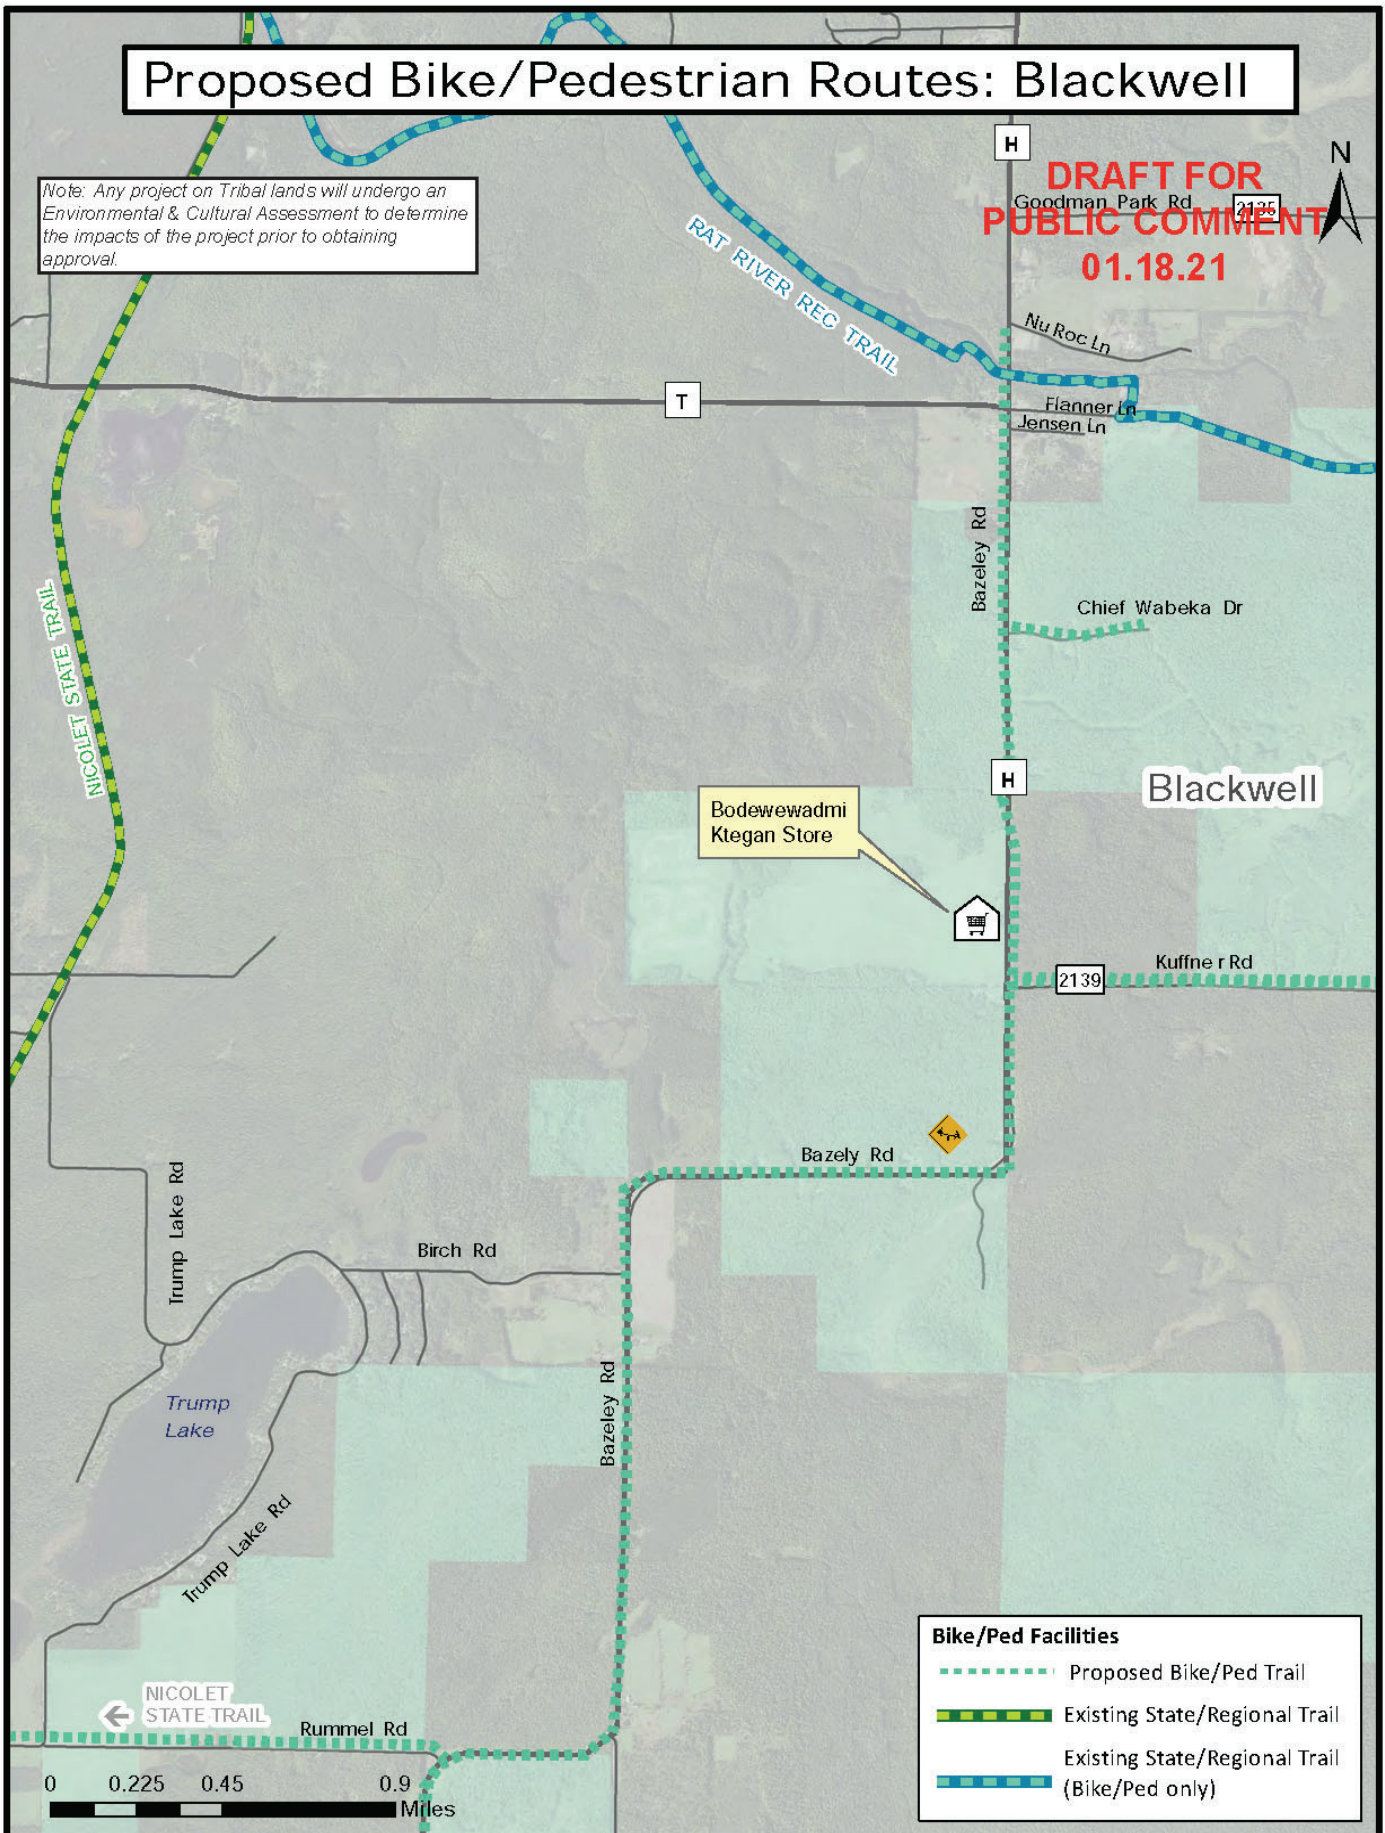 Proposed Bike/Pedestrian Routes: Blackwell
Note: Any project on Tribal lands will undergo an
Environmental & Cultural Assessment to determine
the impacts of the project prior to obtaining
approval.
H
N
DRAFT FOR
Goodman Park Rd
2135
PUBLIC COMMENT
01.18.21
RAT RIVER REC TRAIL
Nu Roc Ln
T
Flanner Ln
Jensen Ln
Bazeley Rd
NICOLET STATE TRAIL
Chief Wabeka Dr
H
Blackwell
Bodewewadmi
Ktegan Store
Kuffner Rd
2139
Bazely Rd
Trump Lake Rd
Birch Rd
Bazeley Rd
Trump
Lake
Trump Lake Rd
NICOLET
STATE TRAIL
Rummel Rd
0 0.225 0.45 0.9
Miles
Bike/Ped Facilities
Proposed Bike/Ped Trail
Existing State/Regional Trail
Existing State/Regional Trail
(Bike/Ped only)